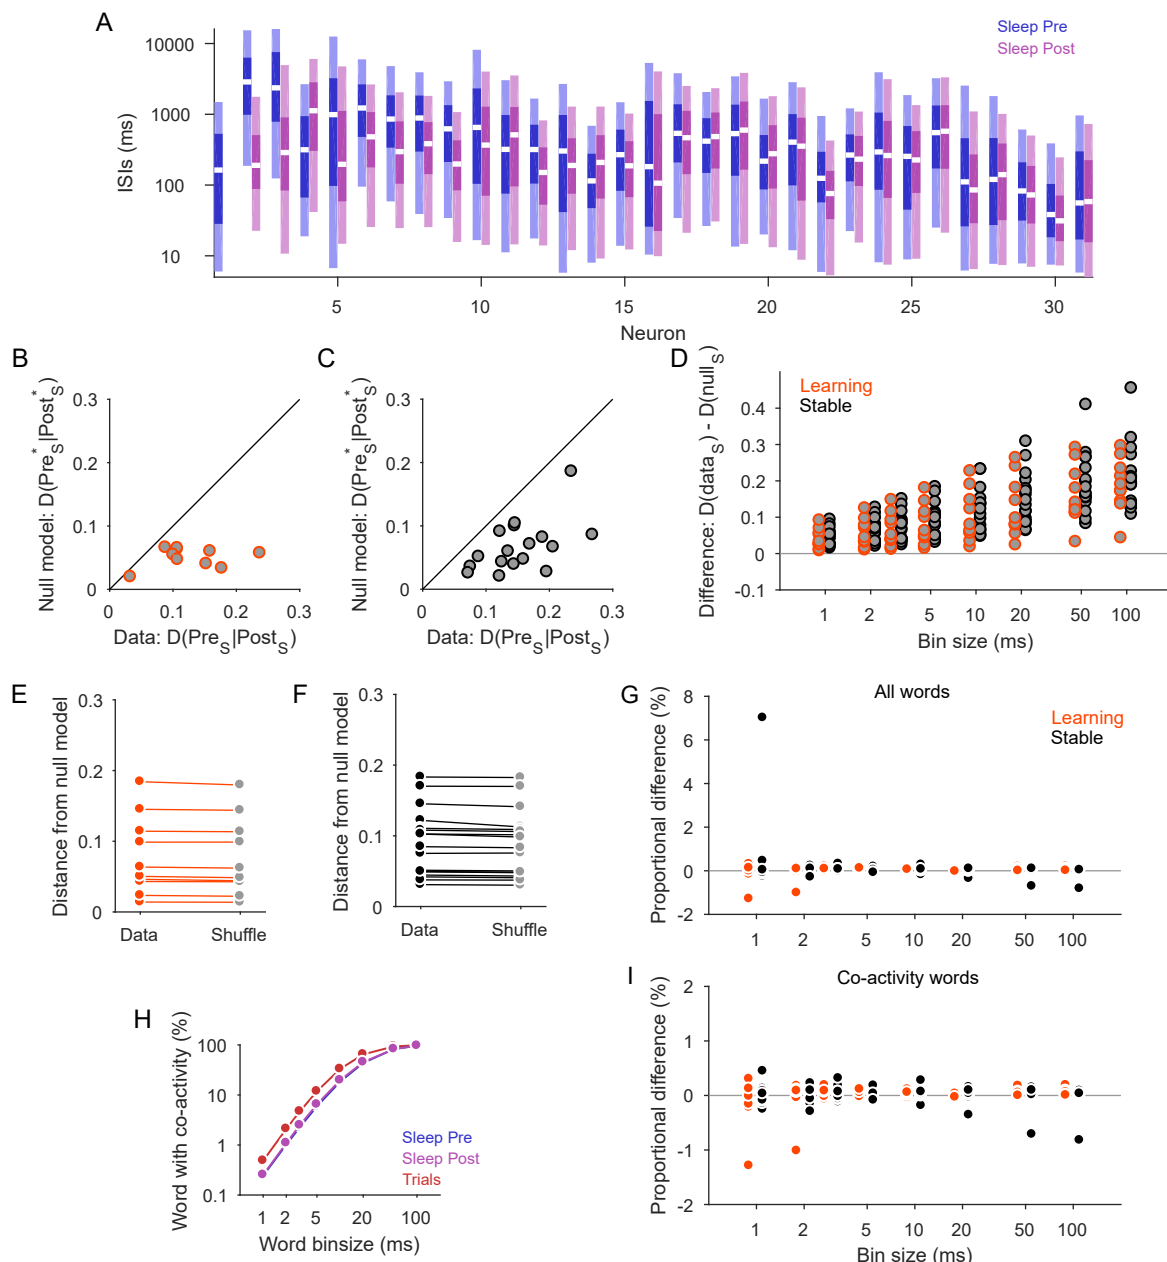 A
Sleep Pre
Sleep Post
10000
1000
100
10
ISIs (ms)
5
10
15
20
25
30
Neuron
B
Null model: D(Pre*S|Post*S)
0.3
0.2
0.1
0
0
0.1
0.2
0.3
Data: D(PreS|PostS)
C
Null model: D(Pre*S|Post*S)
0.3
0.2
0.1
0
0
0.1
0.2
0.3
Data: D(PreS|PostS)
D
Difference: D(dataS) - D(nullS)
Learning
Stable
0.4
0.3
0.2
0.1
0
-0.1
1
2
5
10
20
50
100
Bin size (ms)
E
Distance from null model
0.3
0.2
0.1
0
Data
Shuffle
F
Distance from null model
0.3
0.2
0.1
0
Data
Shuffle
G
All words
Proportional difference (%)
Learning
Stable
8
6
4
2
0
-2
1
2
5
10
20
50
100
H
Word with co-activity (%)
100
10
1
0.1
Sleep Pre
Sleep Post
Trials
1
2
5
20
100
Word binsize (ms)
I
Co-activity words
Proportional difference (%)
2
1
0
-1
-2
1
2
5
10
20
50
100
Bin size (ms)